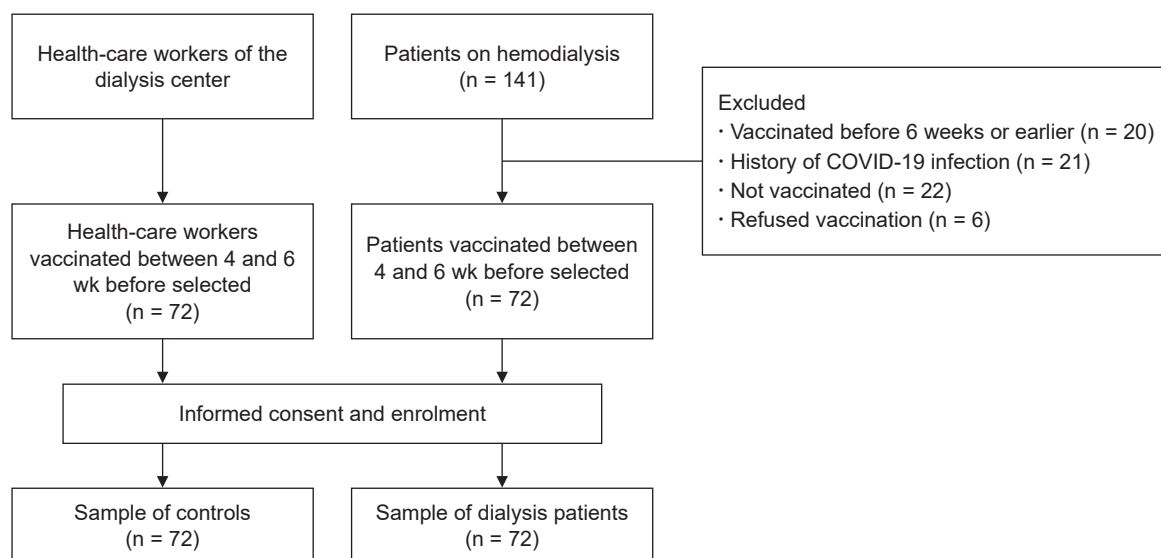 Health-care workers of the
dialysis center
Patients on hemodialysis
(n = 141)
Excluded
· Vaccinated before 6 weeks or earlier (n = 20)
· History of COVID-19 infection (n = 21)
· Not vaccinated (n = 22)
· Refused vaccination (n = 6)
Health-care workers
vaccinated between 4 and 6
wk before selected
(n = 72)
Patients vaccinated between
4 and 6 wk before selected
(n = 72)
Informed consent and enrolment
Sample of controls
(n = 72)
Sample of dialysis patients
(n = 72)